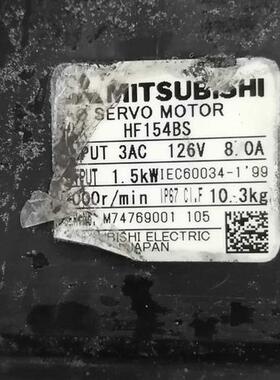 MITSUBISHI
SERVO MOTOR
HF154BS
PUT 3AC 126V 8.0A
PUT 1.5kW IEC60034-1'99
000r/min IP67 CI.F 10.3kg
M74769001 105
BISHI ELECTRIC
JAPAN